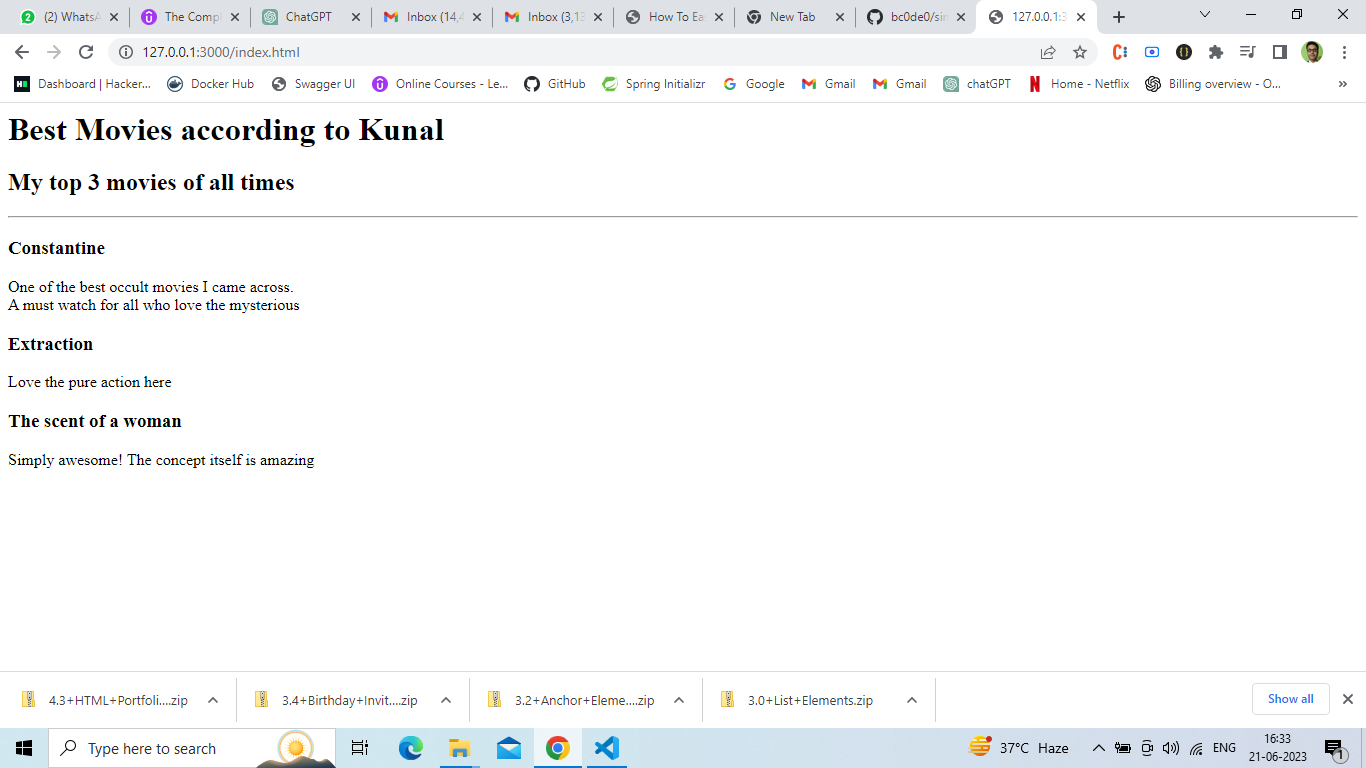 (2) WhatsA
The Comp
ChatGPT
Inbox (14,4
Inbox (3,13
How To Ea
New Tab
bc0de0/sin
127.0.0.1:3
127.0.0.1:3000/index.html
Dashboard | Hacker...
Docker Hub
Swagger UI
Online Courses - Le...
GitHub
Spring Initializr
Google
Gmail
Gmail
chatGPT
Home - Netflix
Billing overview - O...
»
Best Movies according to Kunal
My top 3 movies of all times
Constantine
One of the best occult movies I came across.
A must watch for all who love the mysterious
Extraction
Love the pure action here
The scent of a woman
Simply awesome! The concept itself is amazing
4.3+HTML+Portfoli....zip
3.4+Birthday+Invit....zip
3.2+Anchor+Eleme....zip
3.0+List+Elements.zip
Show all
Type here to search
37°C Haze
ENG
16:33
21-06-2023
1